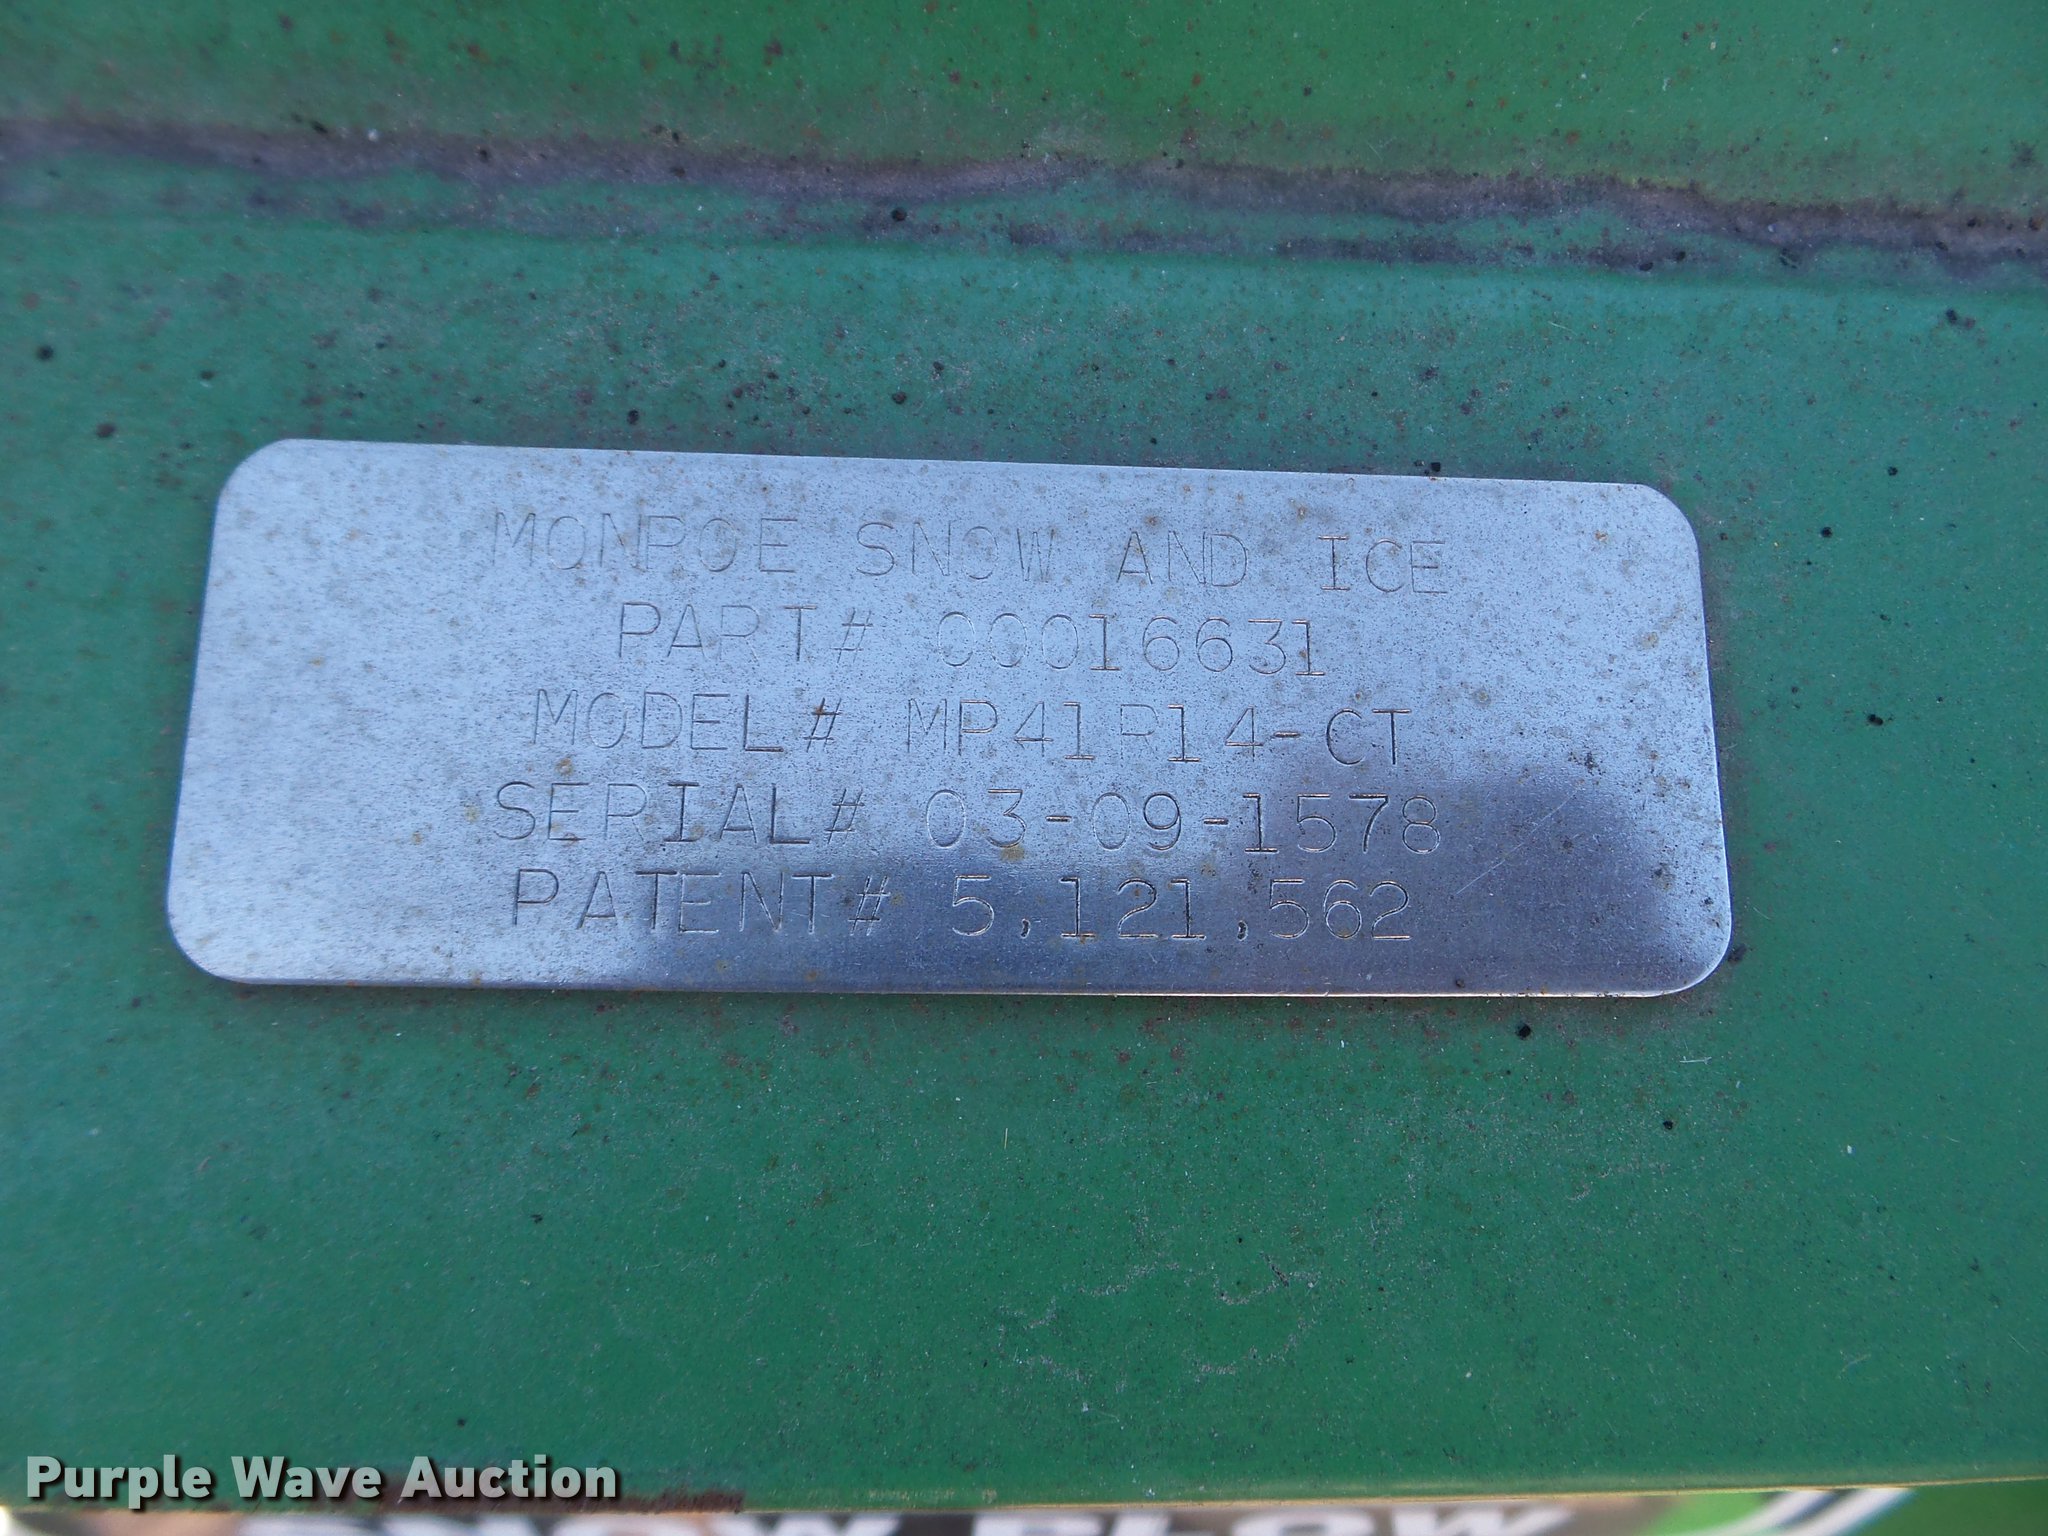 MONROE SNOW AND ICE
PART# 00016631
MODEL# MP41R14-CT
SERIAL# 03-09-1578
PATENT# 5,121,562
Purple Wave Auction